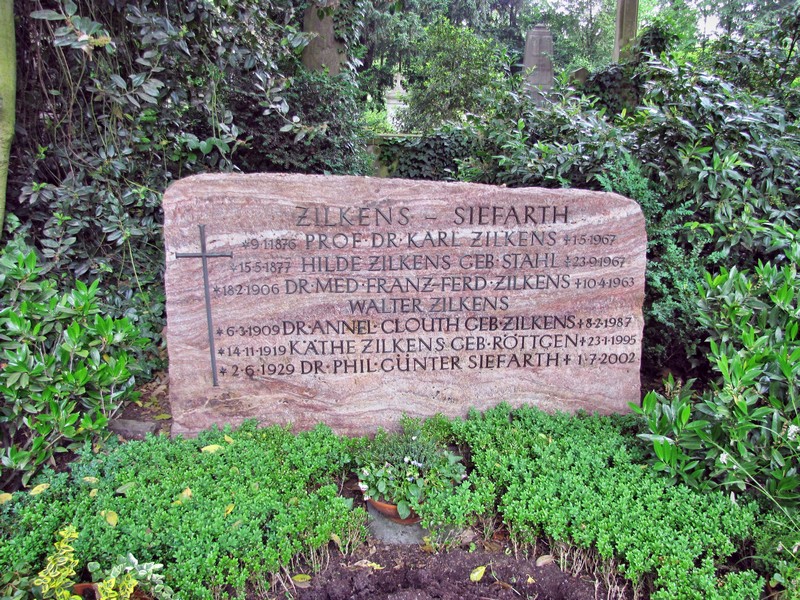 ZILKENS – SIEFARTH
*9·1·1876 PROF·DR·KARL ZILKENS +1·5·1967
*15·5·1877 HILDE ZILKENS GEB·STAHL +23·9·1967
*18·2·1906 DR·MED·FRANZ·FERD·ZILKENS +10·4·1963
WALTER ZILKENS
*6·3·1909 DR·ANNEL·CLOUTH GEB·ZILKENS +8·2·1987
*14·11·1919 KÄTHE ZILKENS GEB·RÖTTGEN +23·1·1995
*2·6·1929 DR·PHIL·GÜNTER SIEFARTH +1·7·2002